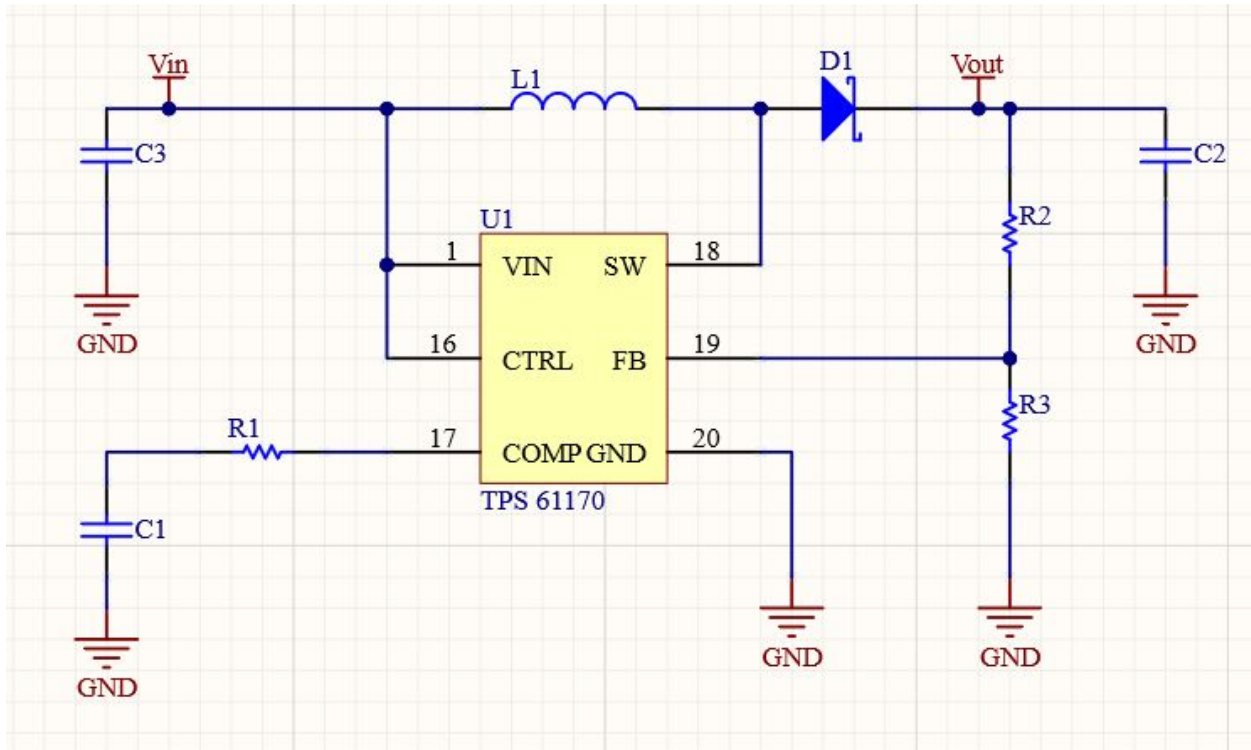 Vin
L1
D1
Vout
C3
C2
U1
R2
GND
1
VIN
SW
18
GND
16
CTRL
FB
19
R3
R1
17
COMP
GND
20
TPS 61170
C1
GND
GND
GND